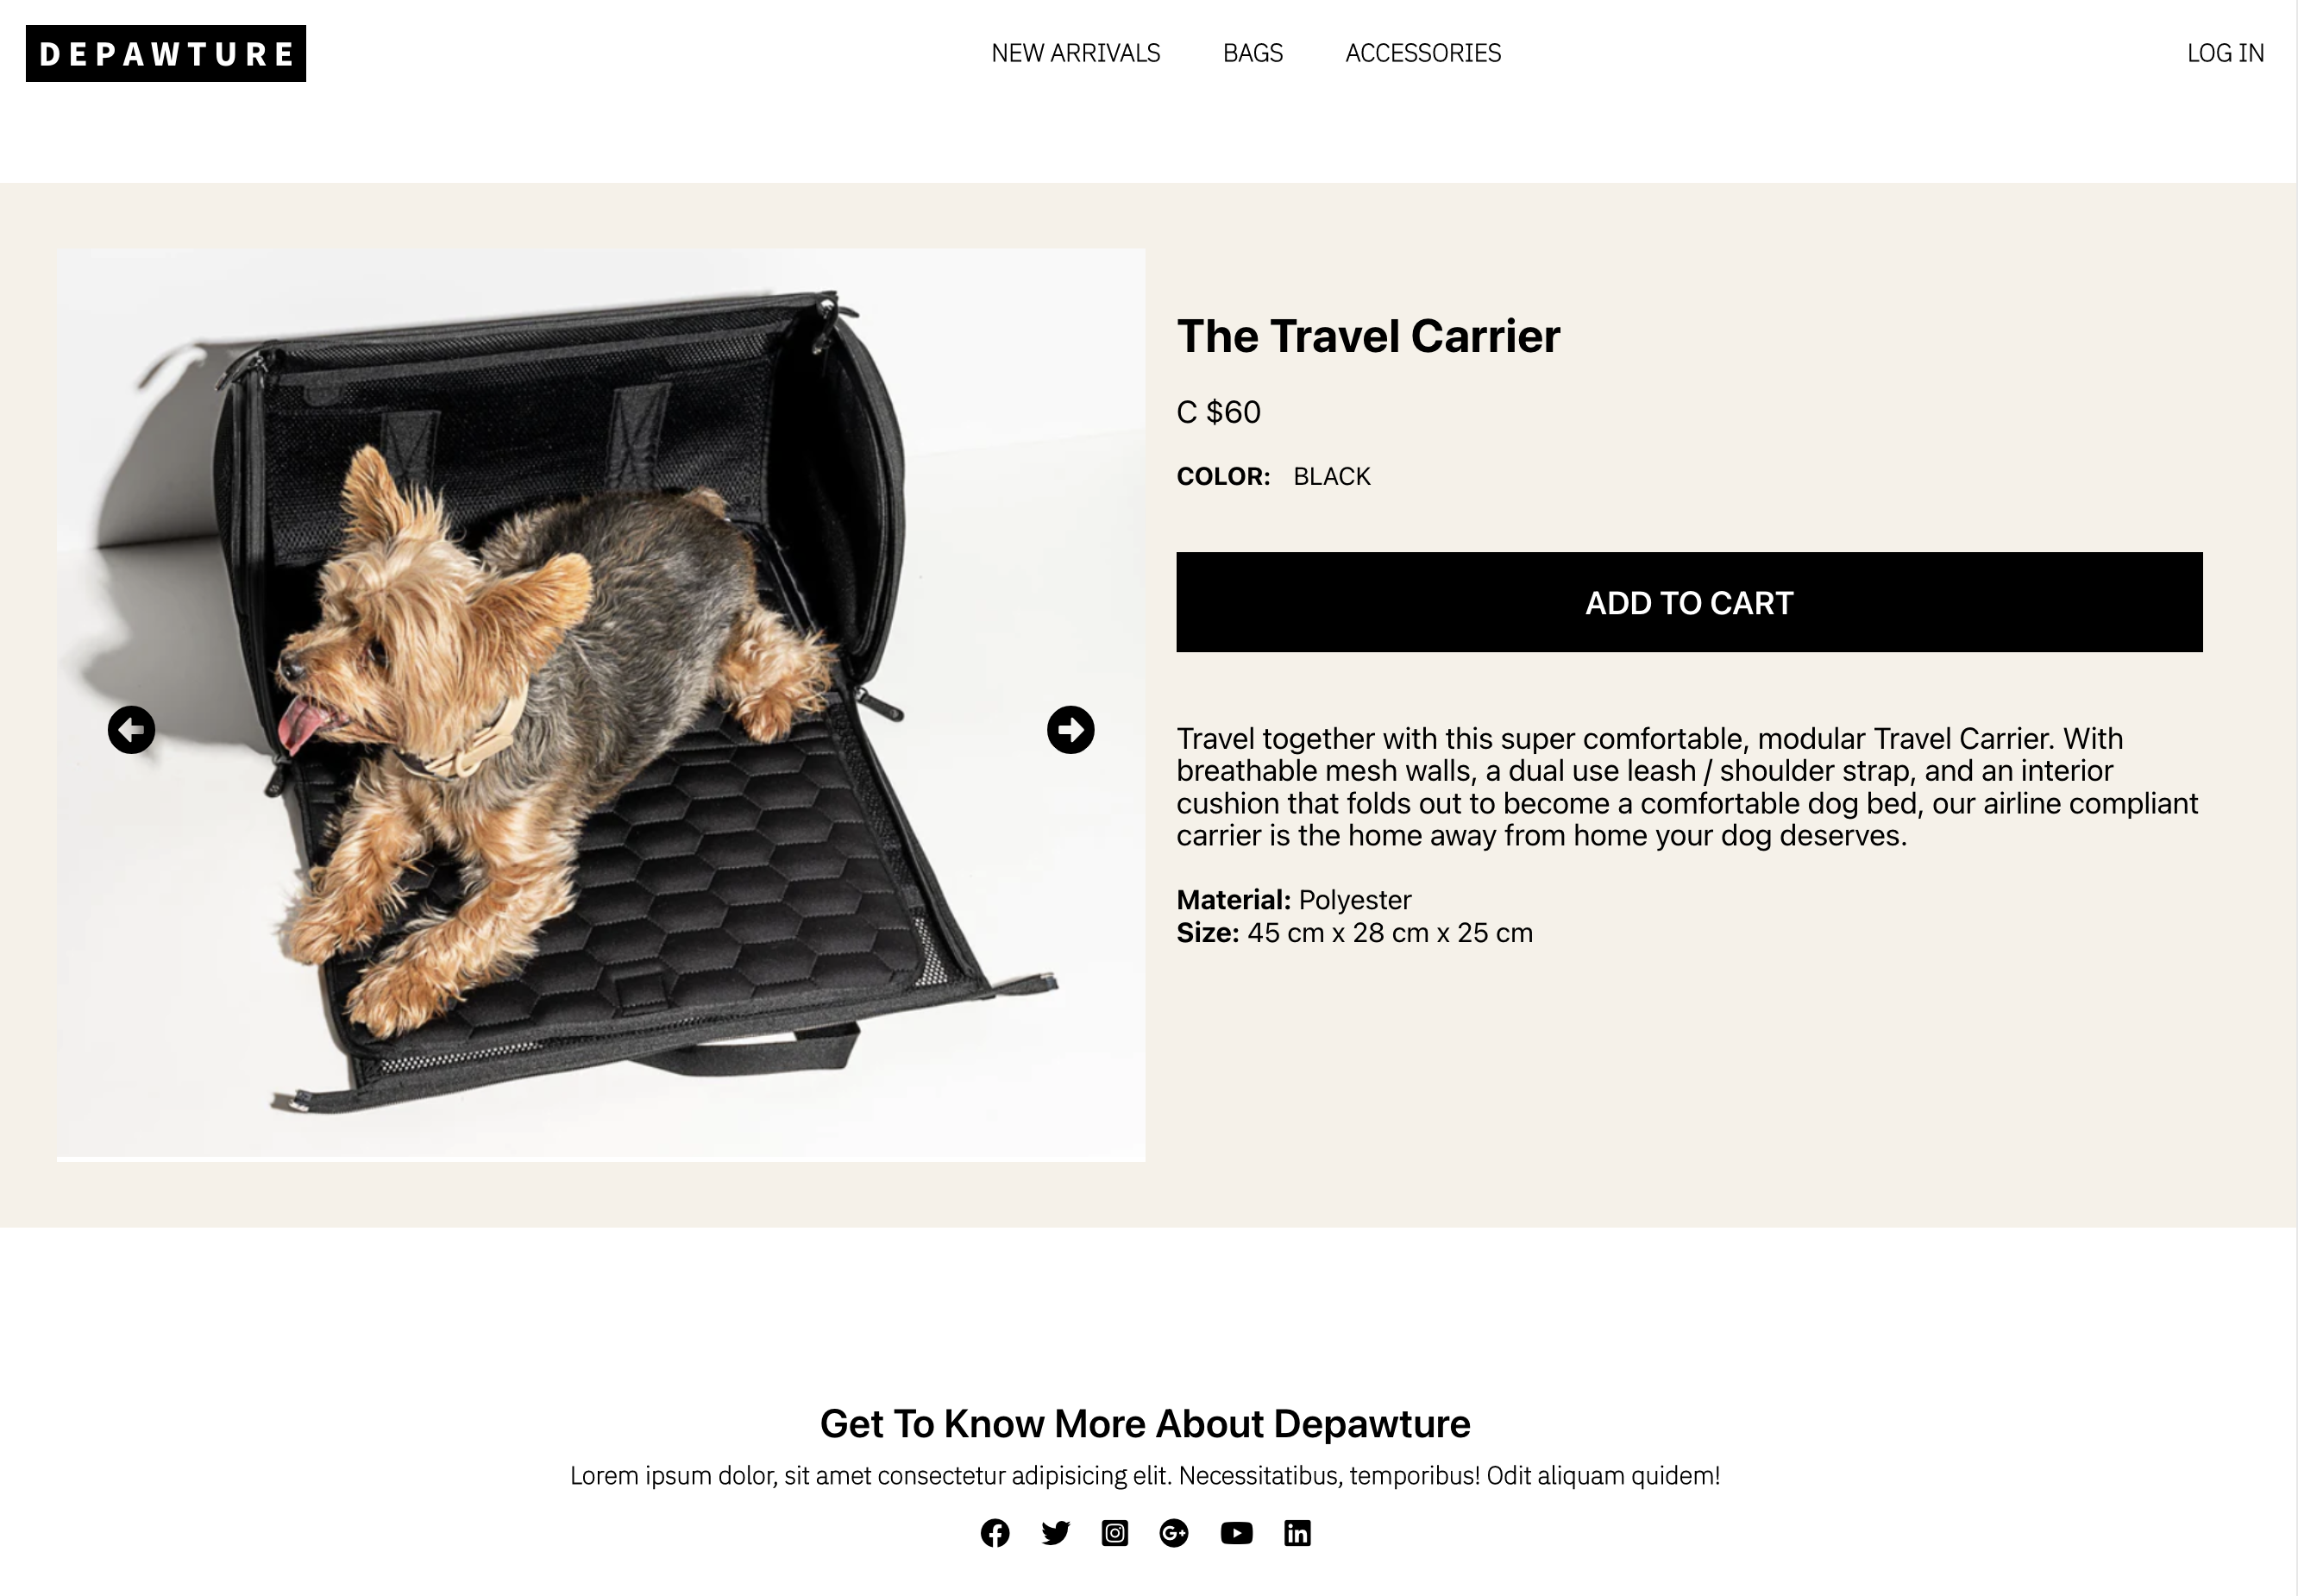 DEPAWTURE
NEW ARRIVALS BAGS ACCESSORIES
LOG IN
The Travel Carrier
C $60
COLOR: BLACK
ADD TO CART
Travel together with this super comfortable, modular Travel Carrier. With
breathable mesh walls, a dual use leash / shoulder strap, and an interior
cushion that folds out to become a comfortable dog bed, our airline compliant
carrier is the home away from home your dog deserves.
Material: Polyester
Size: 45 cm x 28 cm x 25 cm
Get To Know More About Depawture
Lorem ipsum dolor, sit amet consectetur adipisicing elit. Necessitatibus, temporibus! Odit aliquam quidem!